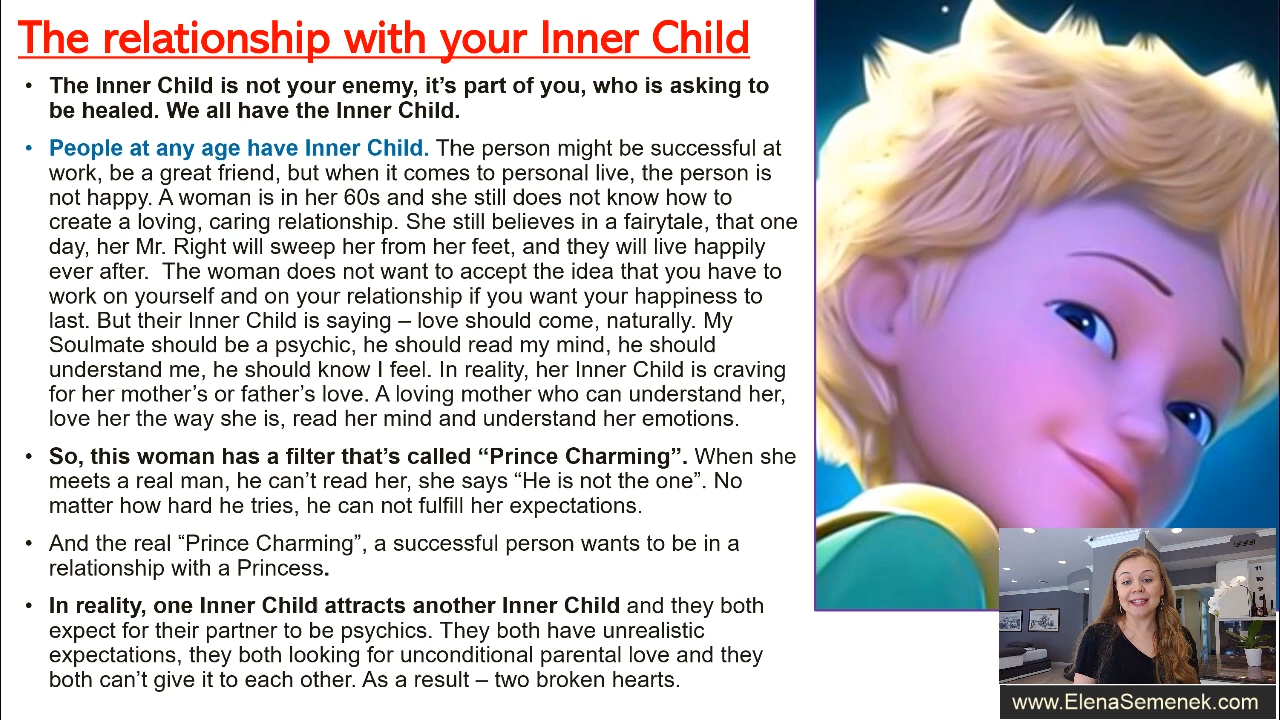 The relationship with your Inner Child
• The Inner Child is not your enemy, it’s part of you, who is asking to
be healed. We all have the Inner Child.
• People at any age have Inner Child. The person might be successful at
work, be a great friend, but when it comes to personal live, the person is
not happy. A woman is in her 60s and she still does not know how to
create a loving, caring relationship. She still believes in a fairytale, that one
day, her Mr. Right will sweep her from her feet, and they will live happily
ever after. The woman does not want to accept the idea that you have to
work on yourself and on your relationship if you want your happiness to
last. But their Inner Child is saying – love should come, naturally. My
Soulmate should be a psychic, he should read my mind, he should
understand me, he should know I feel. In reality, her Inner Child is craving
for her mother’s or father’s love. A loving mother who can understand her,
love her the way she is, read her mind and understand her emotions.
• So, this woman has a filter that’s called “Prince Charming”. When she
meets a real man, he can’t read her, she says “He is not the one”. No
matter how hard he tries, he can not fulfill her expectations.
• And the real “Prince Charming”, a successful person wants to be in a
relationship with a Princess.
• In reality, one Inner Child attracts another Inner Child and they both
expect for their partner to be psychics. They both have unrealistic
expectations, they both looking for unconditional parental love and they
both can’t give it to each other. As a result – two broken hearts.
www.ElenaSemenek.com